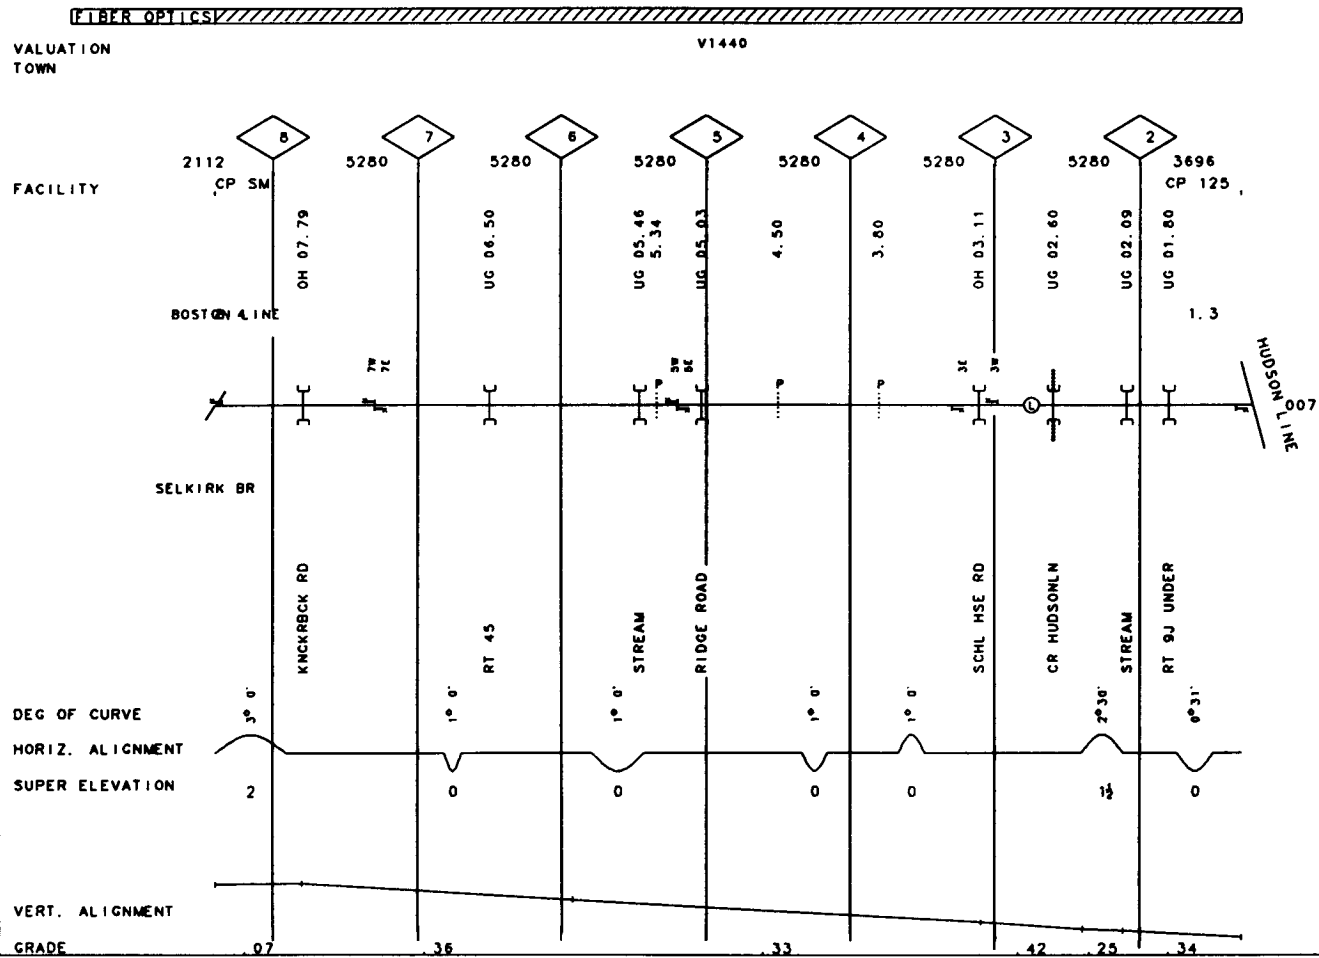 FIBER OPTICS
V1440
VALUATION
TOWN
8 7 6 5 4 3 2
2112 5280 5280 5280 5280 5280 5280 3696
FACILITY
CP SM
CP 125
OH 07.79
UG 06.50
UG 05.46
5.34
UG 05.03
4.50
3.80
OH 03.11
UG 02.60
UG 02.09
UG 01.80
BOSTON LINE
1.3
7W
7E
5W
5E
3E
3W
P
P
P
L
HUDSON LINE
007
SELKIRK BR
KNCKRBCK RD
RT 45
STREAM
RIDGE ROAD
SCHL HSE RD
CR HUDSONLN
STREAM
RT 9J UNDER
DEG OF CURVE
3° 0' 1° 0' 1° 0' 1° 0' 1° 0' 2° 30' 0° 31'
HORIZ. ALIGNMENT
SUPER ELEVATION
2 0 0 0 0 1½ 0
VERT. ALIGNMENT
GRADE .07 .36 .33 .42 .25 .34